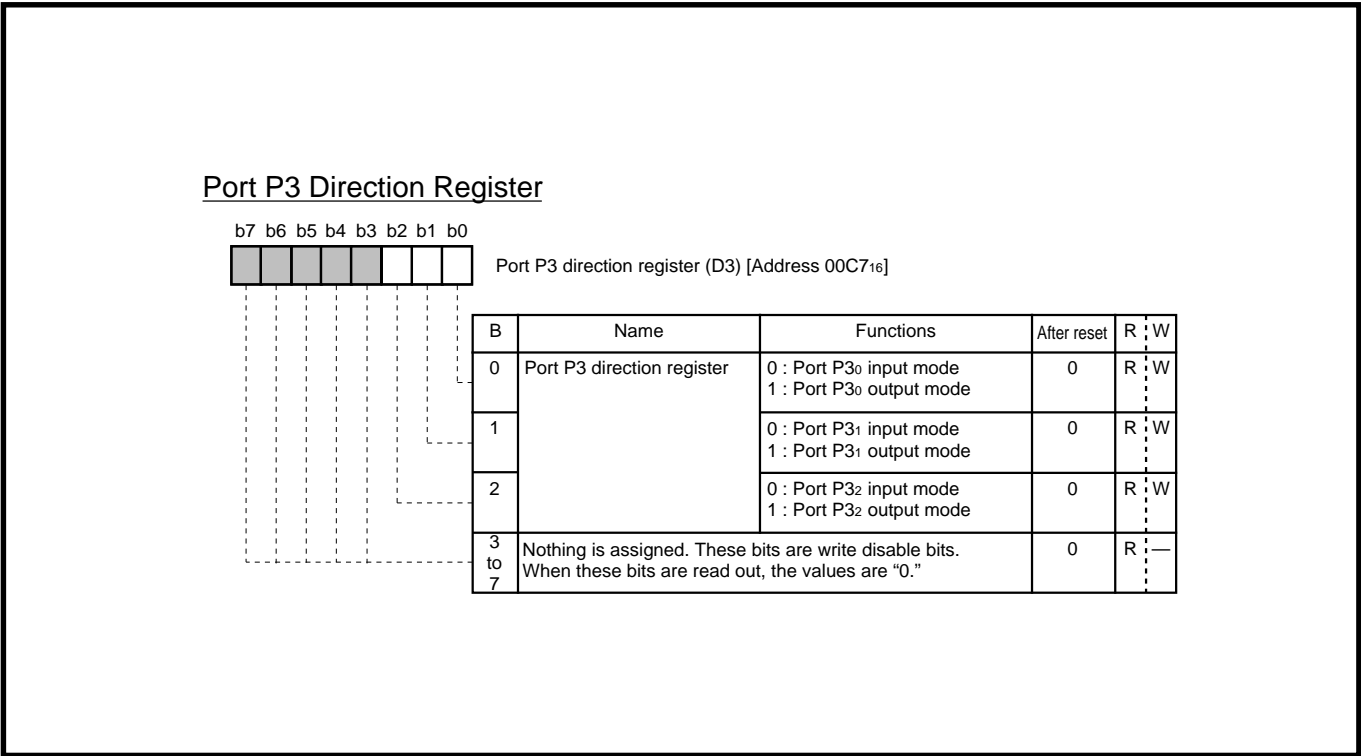 Port P3 Direction Register
b7 b6 b5 b4 b3 b2 b1 b0
Port P3 direction register (D3) [Address 00C716]
B Name Functions After reset R W
0 Port P3 direction register 0 : Port P30 input mode 0 R W
1 : Port P30 output mode
1 0 : Port P31 input mode 0 R W
1 : Port P31 output mode
2 0 : Port P32 input mode 0 R W
1 : Port P32 output mode
3 to 7 Nothing is assigned. These bits are write disable bits. 0 R —
When these bits are read out, the values are “0.”